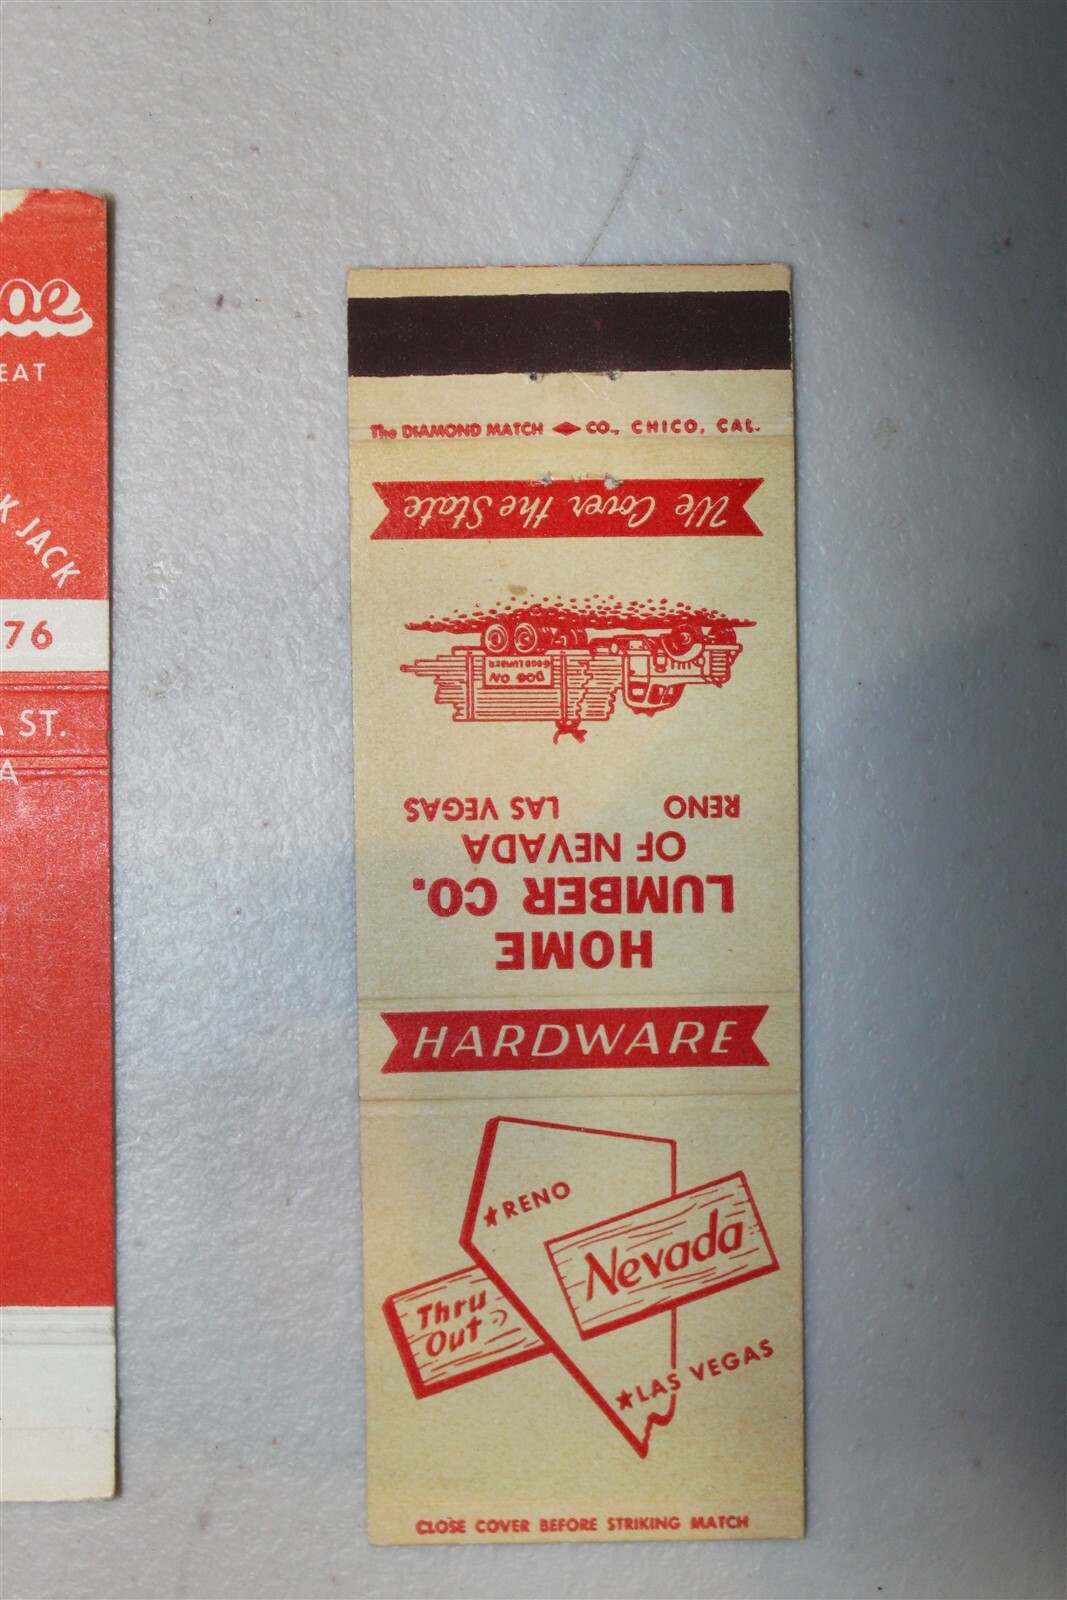 EAT
K JACK
76
ST.
A
The DIAMOND MATCH CO., CHICO, CAL.
We Cover the State
DOG ON
GOOD LUMBER
RENO LAS VEGAS
OF NEVADA
LUMBER CO.
HOME
HARDWARE
RENO
Nevada
Thru
Out
LAS VEGAS
CLOSE COVER BEFORE STRIKING MATCH